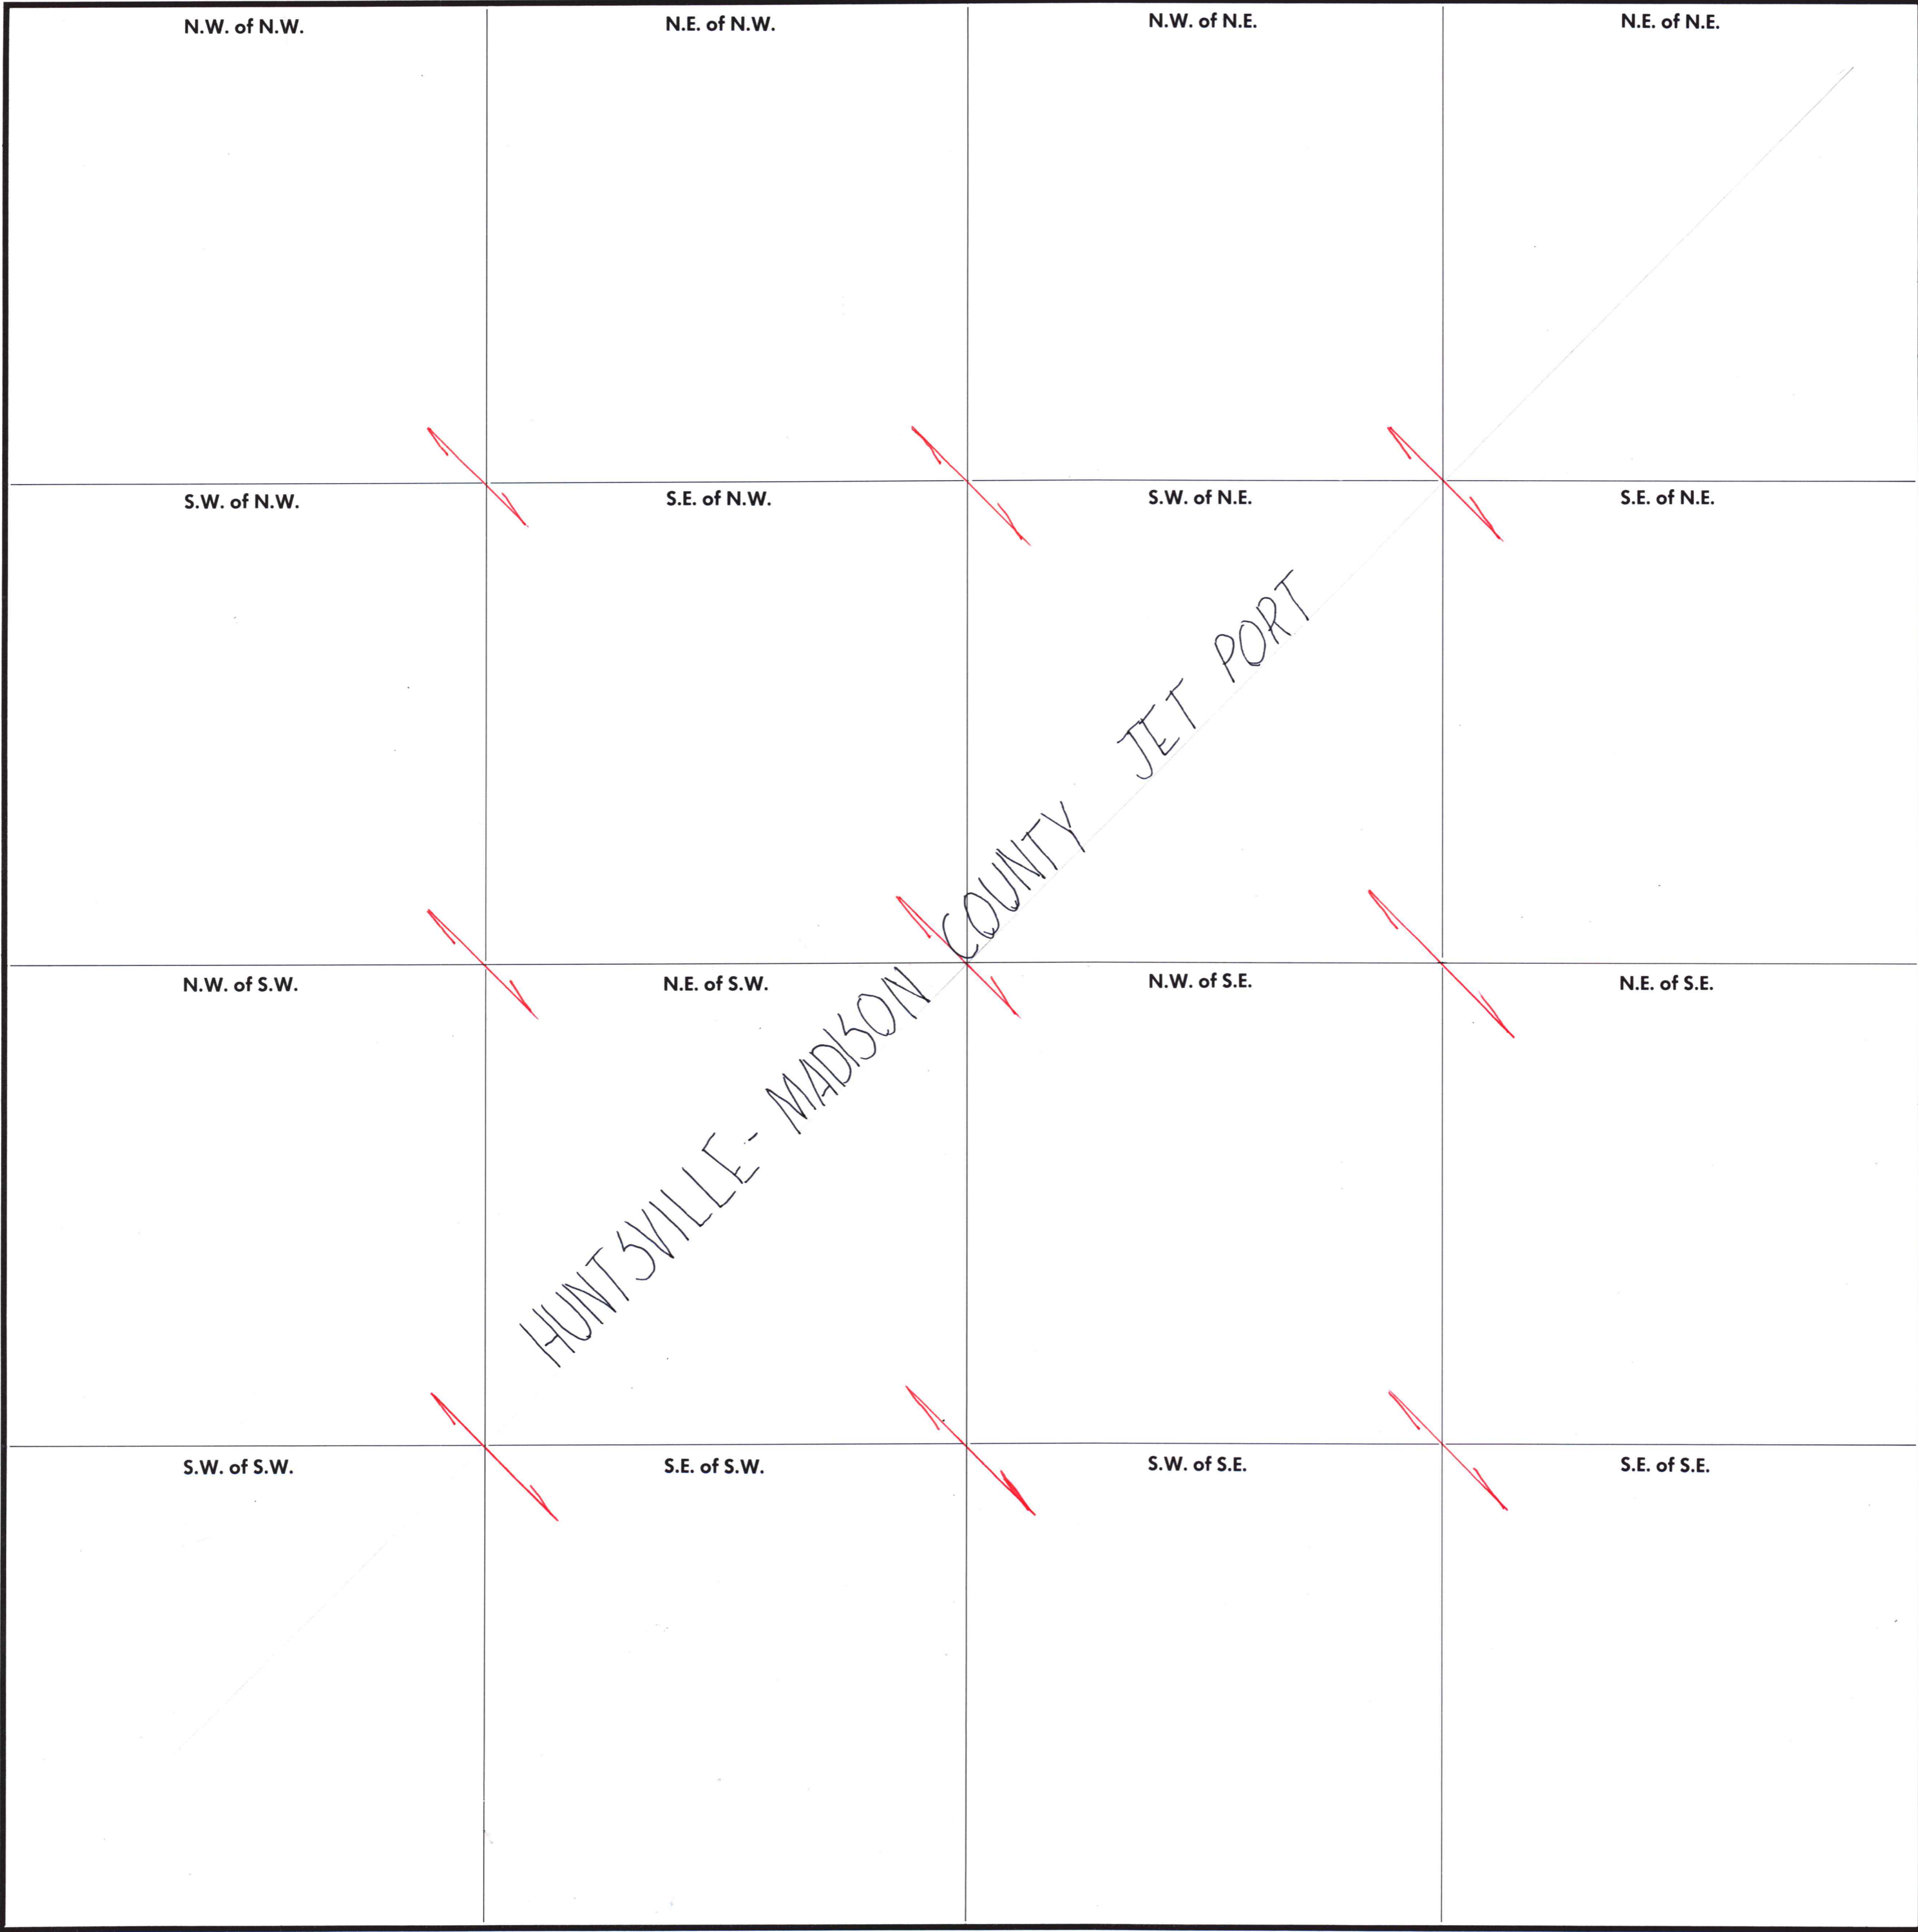 N.W. of N.W.
N.E. of N.W.
N.W. of N.E.
N.E. of N.E.
S.W. of N.W.
S.E. of N.W.
S.W. of N.E.
S.E. of N.E.
HUNTSVILLE - MADISON COUNTY JET PORT
N.W. of S.W.
N.E. of S.W.
N.W. of S.E.
N.E. of S.E.
S.W. of S.W.
S.E. of S.W.
S.W. of S.E.
S.E. of S.E.